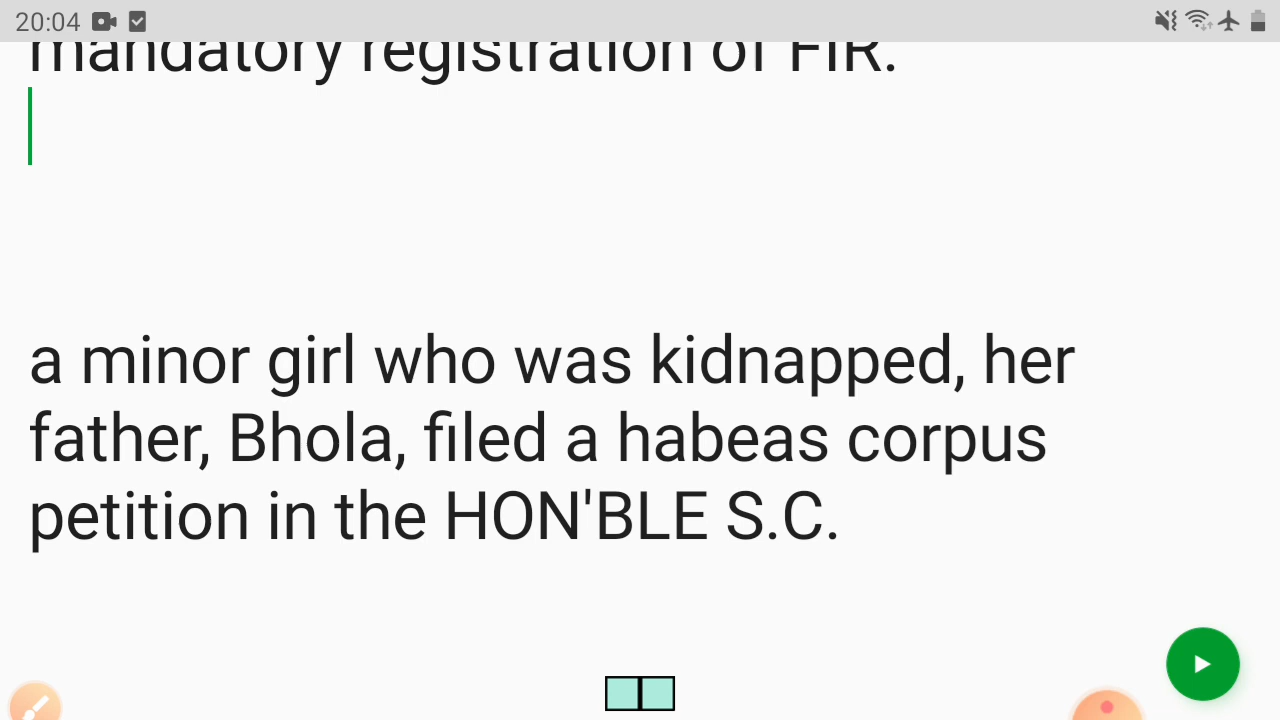 20:04
mandatory registration of FIR.
a minor girl who was kidnapped, her
father, Bhola, filed a habeas corpus
petition in the HON'BLE S.C.